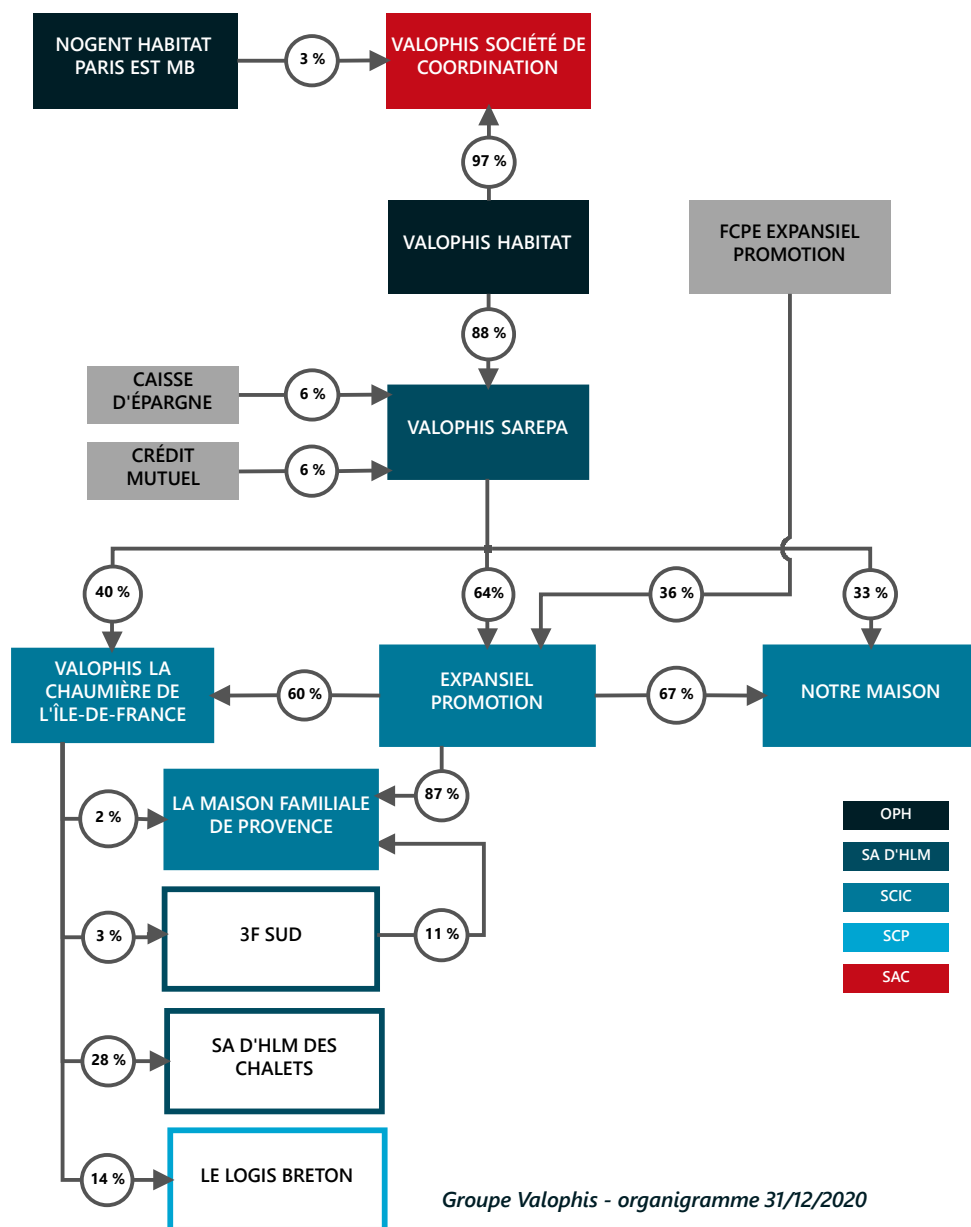 NOGENT HABITAT
PARIS EST MB
3 %
VALOPHIS SOCIÉTÉ DE
COORDINATION
97 %
VALOPHIS HABITAT
FCPE EXPANSIEL
PROMOTION
88 %
CAISSE
D'ÉPARGNE
6 %
VALOPHIS SAREPA
CRÉDIT
MUTUEL
6 %
40 %
64%
36 %
33 %
VALOPHIS LA
CHAUMIÈRE DE
L'ÎLE-DE-FRANCE
60 %
EXPANSIEL
PROMOTION
67 %
NOTRE MAISON
87 %
2 %
LA MAISON FAMILIALE
DE PROVENCE
3 %
3F SUD
11 %
28 %
SA D'HLM DES
CHALETS
14 %
LE LOGIS BRETON
OPH
SA D'HLM
SCIC
SCP
SAC
Groupe Valophis - organigramme 31/12/2020